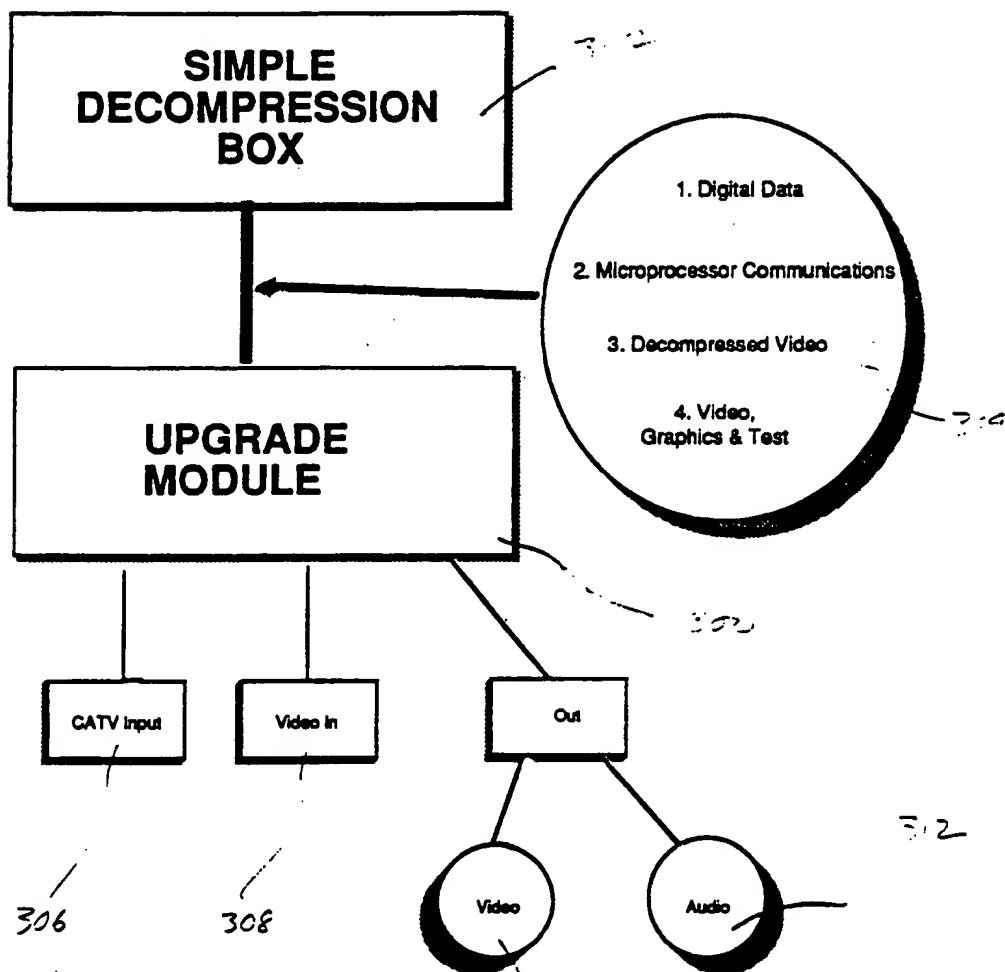 SIMPLE
DECOMPRESSION
BOX
1. Digital Data
2. Microprocessor Communications
3. Decompressed Video
4. Video,
Graphics & Test
UPGRADE
MODULE
CATV Input
Video In
Out
312
Video
Audio
306
308